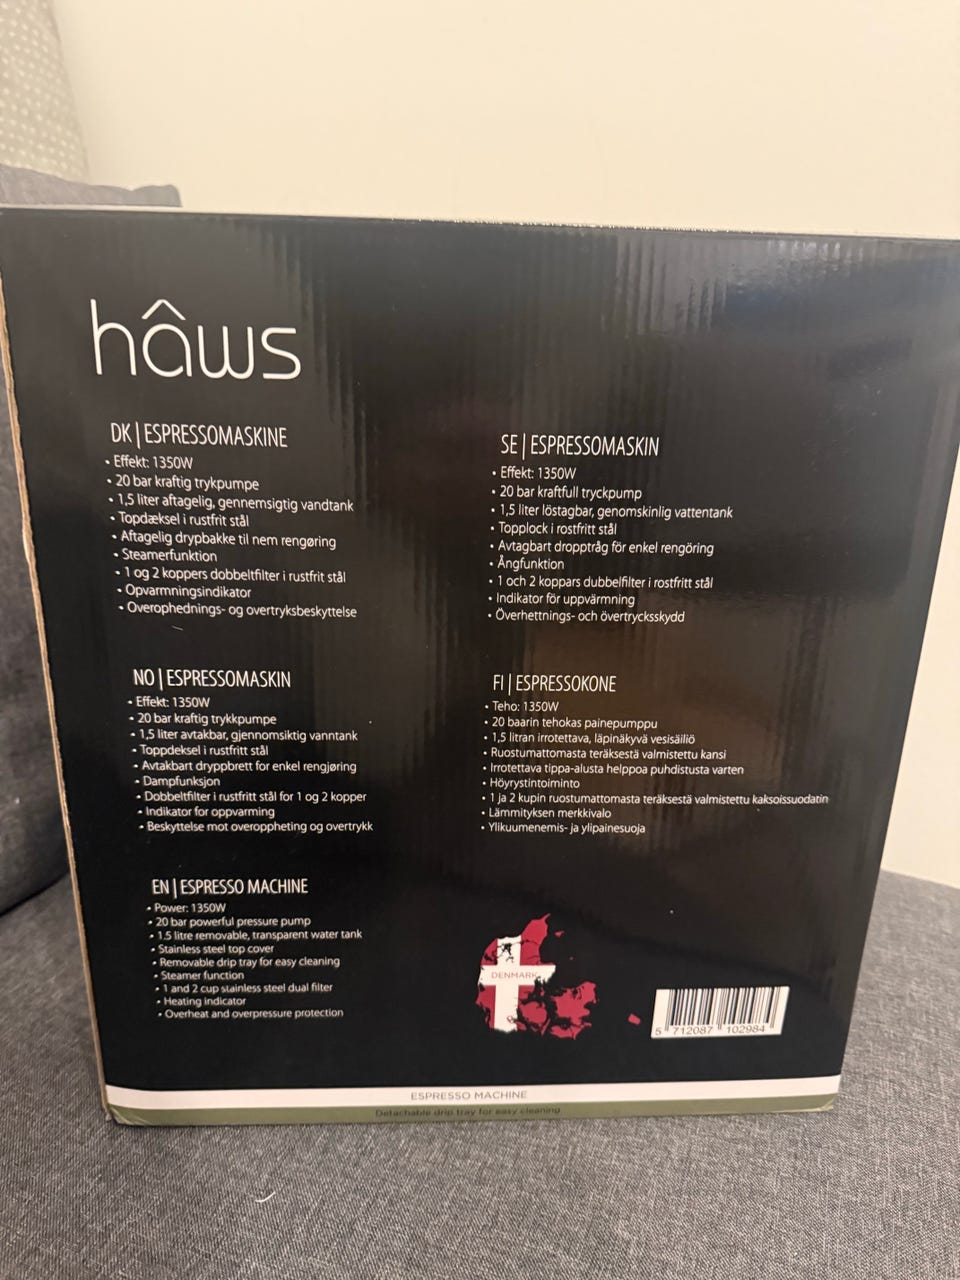 hâws
DK | ESPRESSOMASKINE
• Effekt: 1350W
• 20 bar kraftig trykpumpe
• 1,5 liter aftagelig, gennemsigtig vandtank
• Topdæksel i rustfrit stål
• Aftagelig drypbakke til nem rengøring
• Steamerfunktion
• 1 og 2 koppers dobbeltfilter i rustfrit stål
• Opvarmningsindikator
• Overophednings- og overtryksbeskyttelse
SE | ESPRESSOMASKIN
• Effekt: 1350W
• 20 bar kraftfull tryckpump
• 1,5 liter löstagbar, genomskinlig vattentank
• Topplock i rostfritt stål
• Avtagbart dropptråg för enkel rengöring
• Ångfunktion
• 1 och 2 koppars dubbelfilter i rostfritt stål
• Indikator för uppvärmning
• Överhettnings- och övertrycksskydd
NO | ESPRESSOMASKIN
• Effekt: 1350W
• 20 bar kraftig trykkpumpe
• 1,5 liter avtakbar, gjennomsiktig vanntank
• Toppdeksel i rustfritt stål
• Avtakbart dryppbrett for enkel rengjøring
• Dampfunksjon
• Dobbeltfilter i rustfritt stål for 1 og 2 kopper
• Indikator for oppvarming
• Beskyttelse mot overoppheting og overtrykk
FI | ESPRESSOKONE
• Teho: 1350W
• 20 baarin tehokas painepumppu
• 1,5 litran irrotettava, läpinäkyvä vesisäiliö
• Ruostumattomasta teräksestä valmistettu kansi
• Irrotettava tippa-alusta helppoa puhdistusta varten
• Höyrystintoiminto
• 1 ja 2 kupin ruostumattomasta teräksestä valmistettu kaksoissuodatin
• Lämmityksen merkkivalo
• Ylikuumenemis- ja ylipainesuoja
EN | ESPRESSO MACHINE
• Power: 1350W
• 20 bar powerful pressure pump
• 1.5 litre removable, transparent water tank
• Stainless steel top cover
• Removable drip tray for easy cleaning
• Steamer function
• 1 and 2 cup stainless steel dual filter
• Heating indicator
• Overheat and overpressure protection
DENMARK
5 712087 102984
ESPRESSO MACHINE
Detachable drip tray for easy cleaning